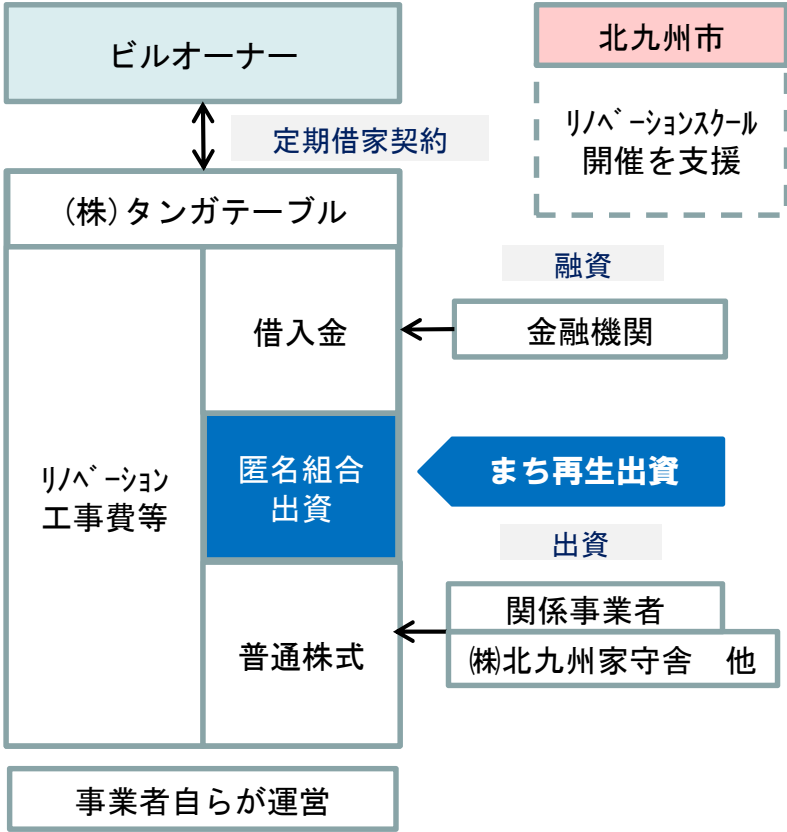 ビルオーナー
北九州市
リノベーションスクール
開催を支援
定期借家契約
(株)タンガテーブル
融資
借入金
金融機関
リノベーション
工事費等
匿名組合
出資
まち再生出資
出資
普通株式
関係事業者
㈱北九州家守舎　他
事業者自らが運営